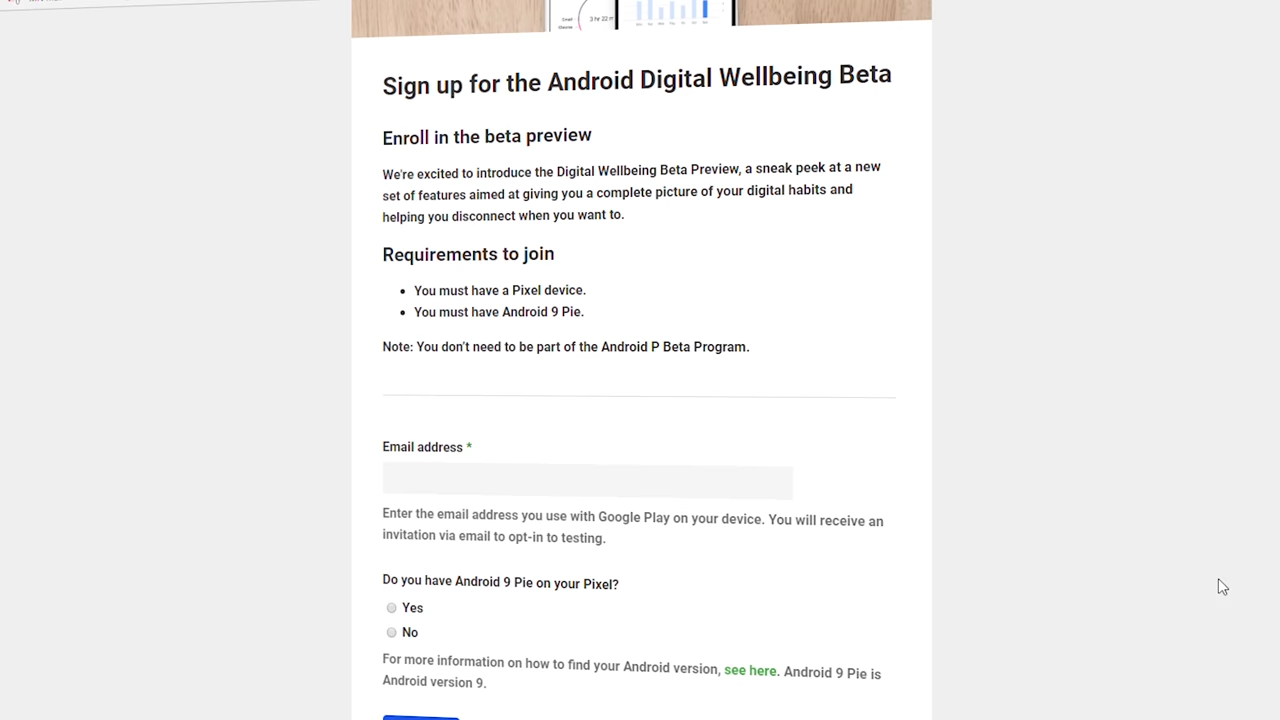 3 hr 22 m
Sign up for the Android Digital Wellbeing Beta
Enroll in the beta preview
We're excited to introduce the Digital Wellbeing Beta Preview, a sneak peek at a new
set of features aimed at giving you a complete picture of your digital habits and
helping you disconnect when you want to.
Requirements to join
• You must have a Pixel device.
• You must have Android 9 Pie.
Note: You don't need to be part of the Android P Beta Program.
Email address *
Enter the email address you use with Google Play on your device. You will receive an
invitation via email to opt-in to testing.
Do you have Android 9 Pie on your Pixel?
Yes
No
For more information on how to find your Android version, see here. Android 9 Pie is
Android version 9.